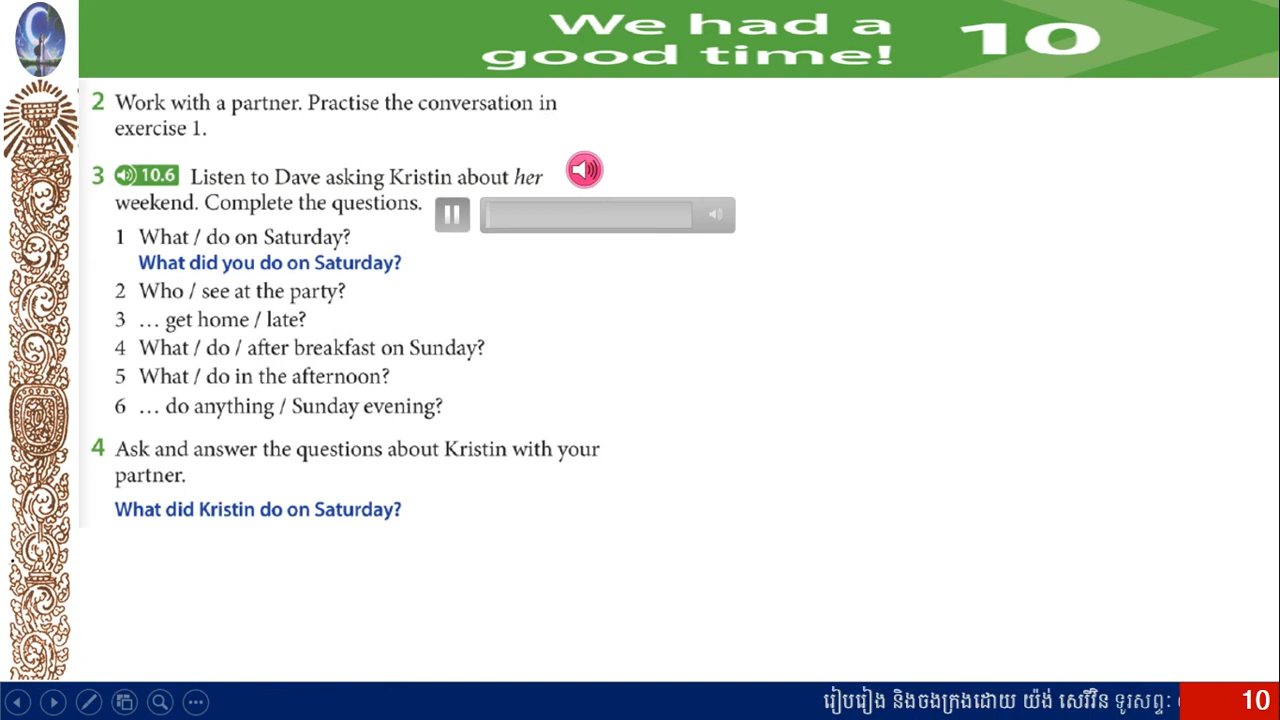 We had a
good time!
10
2 Work with a partner. Practise the conversation in
exercise 1.
3 10.6 Listen to Dave asking Kristin about her
weekend. Complete the questions.
1 What / do on Saturday?
What did you do on Saturday?
2 Who / see at the party?
3 … get home / late?
4 What / do / after breakfast on Sunday?
5 What / do in the afternoon?
6 … do anything / Sunday evening?
4 Ask and answer the questions about Kristin with your
partner.
What did Kristin do on Saturday?
រៀបរៀង និងចងក្រងដោយ យ៉ង់ សេរីវិន ទូរសព្ទ:
10